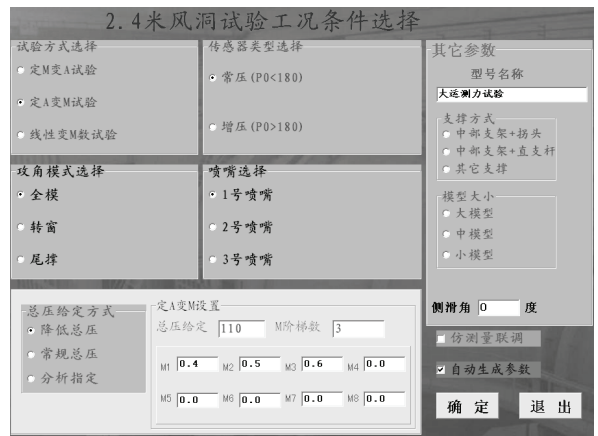 2.4米风洞试验工况条件选择
试验方式选择
定M变A试验
定A变M试验
线性变M数试验
传感器类型选择
常压(P0<180)
增压(P0>180)
其它参数
型号名称
大运测力试验
支撑方式
中部支架+拐头
中部支架+直支杆
其它支撑
模型大小
大模型
中模型
小模型
侧滑角 0 度
攻角模式选择
全模
转窗
尾撑
喷嘴选择
1号喷嘴
2号喷嘴
3号喷嘴
总压给定方式
降低总压
常规总压
分析指定
定A变M设置
总压给定 110 M阶梯数 3
M1 0.4 M2 0.5 M3 0.6 M4 0.0
M5 0.0 M6 0.0 M7 0.0 M8 0.0
仿测量联调
自动生成参数
确 定 退 出